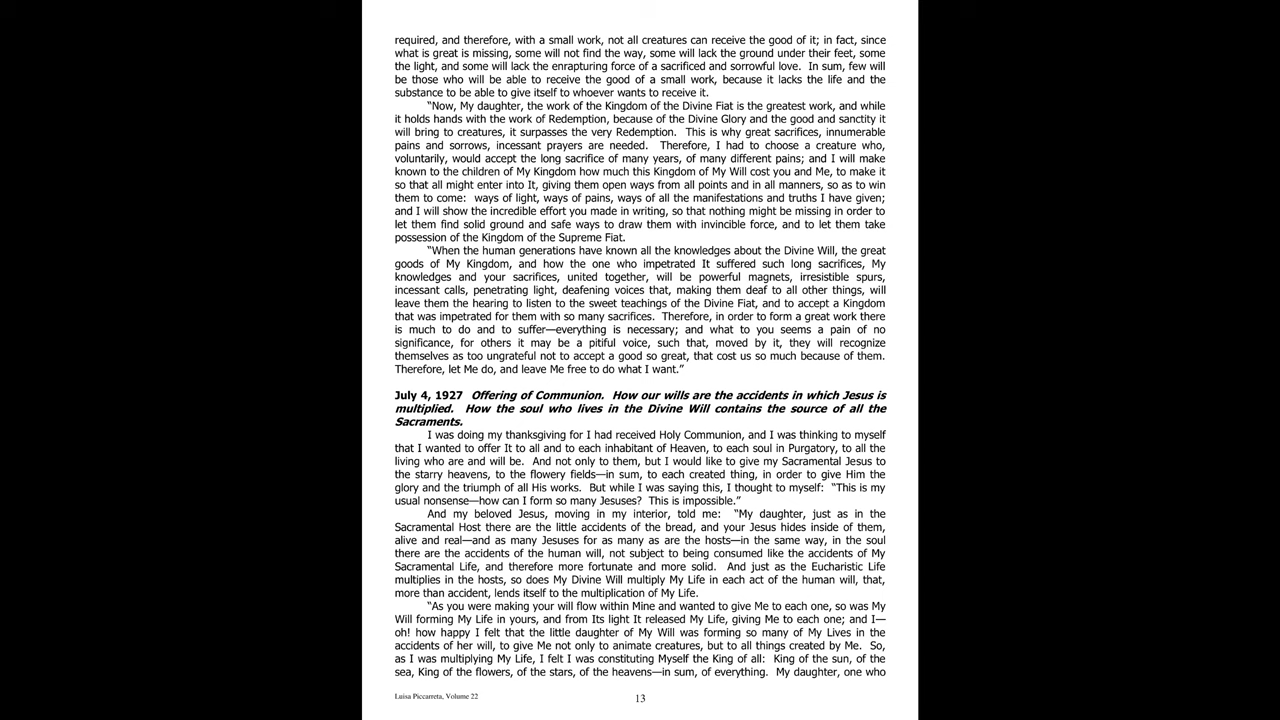 required, and therefore, with a small work, not all creatures can receive the good of it; in fact, since
what is great is missing, some will not find the way, some will lack the ground under their feet, some
the light, and some will lack the enrapturing force of a sacrificed and sorrowful love.  In sum, few will
be those who will be able to receive the good of a small work, because it lacks the life and the
substance to be able to give itself to whoever wants to receive it.
“Now, My daughter, the work of the Kingdom of the Divine Fiat is the greatest work, and while
it holds hands with the work of Redemption, because of the Divine Glory and the good and sanctity it
will bring to creatures, it surpasses the very Redemption.  This is why great sacrifices, innumerable
pains and sorrows, incessant prayers are needed.  Therefore, I had to choose a creature who,
voluntarily, would accept the long sacrifice of many years, of many different pains; and I will make
known to the children of My Kingdom how much this Kingdom of My Will cost you and Me, to make it
so that all might enter into It, giving them open ways from all points and in all manners, so as to win
them to come:  ways of light, ways of pains, ways of all the manifestations and truths I have given;
and I will show the incredible effort you made in writing, so that nothing might be missing in order to
let them find solid ground and safe ways to draw them with invincible force, and to let them take
possession of the Kingdom of the Supreme Fiat.
“When the human generations have known all the knowledges about the Divine Will, the great
goods of My Kingdom, and how the one who impetrated It suffered such long sacrifices, My
knowledges and your sacrifices, united together, will be powerful magnets, irresistible spurs,
incessant calls, penetrating light, deafening voices that, making them deaf to all other things, will
leave them the hearing to listen to the sweet teachings of the Divine Fiat, and to accept a Kingdom
that was impetrated for them with so many sacrifices.  Therefore, in order to form a great work there
is much to do and to suffer—everything is necessary; and what to you seems a pain of no
significance, for others it may be a pitiful voice, such that, moved by it, they will recognize
themselves as too ungrateful not to accept a good so great, that cost us so much because of them.
Therefore, let Me do, and leave Me free to do what I want.”
July 4, 1927  Offering of Communion.  How our wills are the accidents in which Jesus is
multiplied.  How the soul who lives in the Divine Will contains the source of all the
Sacraments.
I was doing my thanksgiving for I had received Holy Communion, and I was thinking to myself
that I wanted to offer It to all and to each inhabitant of Heaven, to each soul in Purgatory, to all the
living who are and will be.  And not only to them, but I would like to give my Sacramental Jesus to
the starry heavens, to the flowery fields—in sum, to each created thing, in order to give Him the
glory and the triumph of all His works.  But while I was saying this, I thought to myself:  “This is my
usual nonsense—how can I form so many Jesuses?  This is impossible.”
And my beloved Jesus, moving in my interior, told me:  “My daughter, just as in the
Sacramental Host there are the little accidents of the bread, and your Jesus hides inside of them,
alive and real—and as many Jesuses for as many as are the hosts—in the same way, in the soul
there are the accidents of the human will, not subject to being consumed like the accidents of My
Sacramental Life, and therefore more fortunate and more solid.  And just as the Eucharistic Life
multiplies in the hosts, so does My Divine Will multiply My Life in each act of the human will, that,
more than accident, lends itself to the multiplication of My Life.
“As you were making your will flow within Mine and wanted to give Me to each one, so was My
Will forming My Life in yours, and from Its light It released My Life, giving Me to each one; and I—
oh! how happy I felt that the little daughter of My Will was forming so many of My Lives in the
accidents of her will, to give Me not only to animate creatures, but to all things created by Me.  So,
as I was multiplying My Life, I felt I was constituting Myself the King of all:  King of the sun, of the
sea, King of the flowers, of the stars, of the heavens—in sum, of everything.  My daughter, one who
Luisa Piccarreta, Volume 22
13